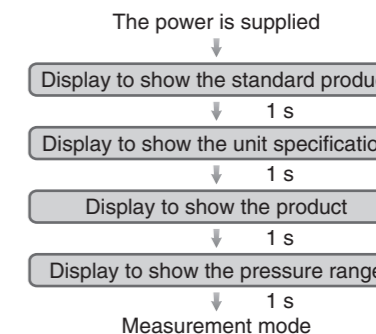 The power is supplied
Display to show the standard produc
1 s
Display to show the unit specificatio
1 s
Display to show the product
1 s
Display to show the pressure range
1 s
Measurement mode